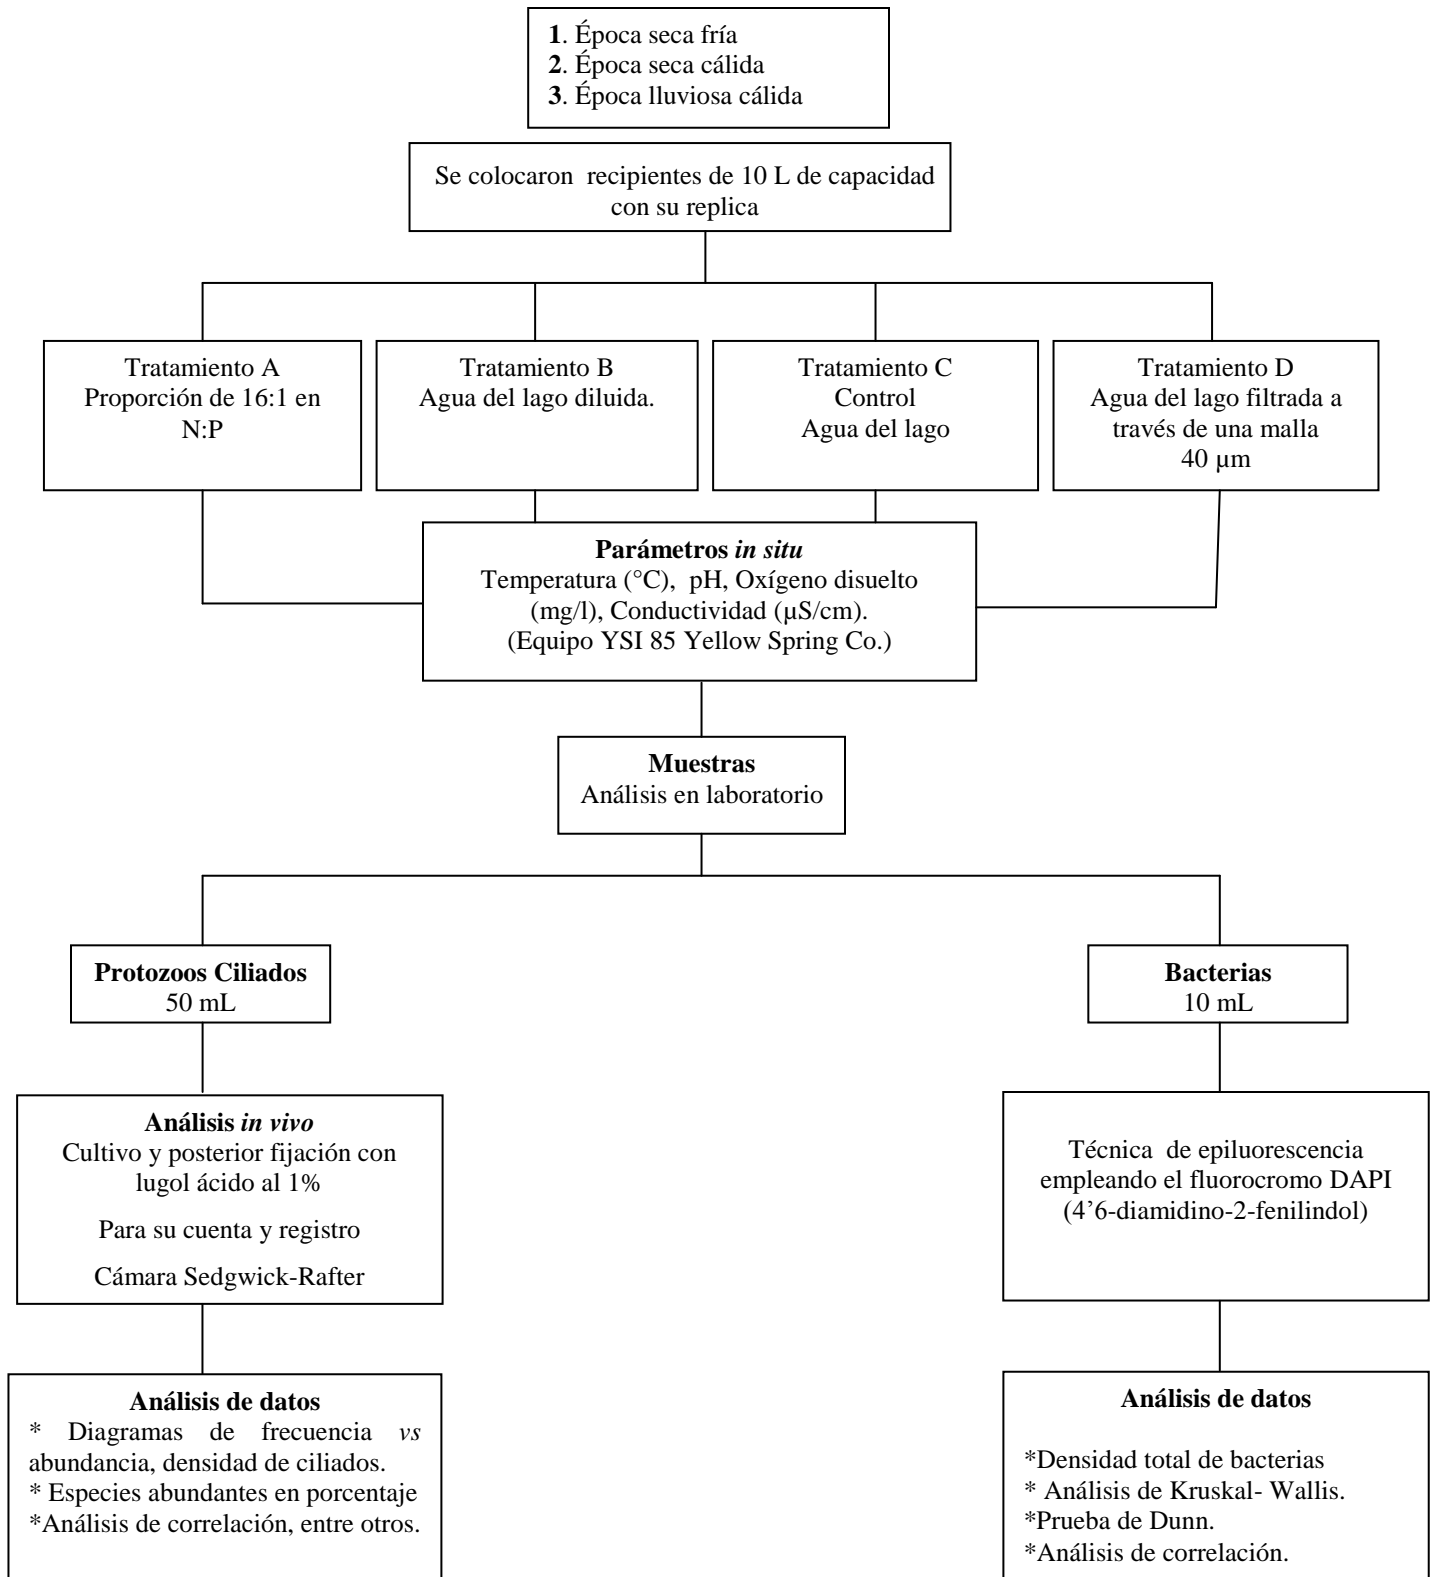 1. Época seca fría
2. Época seca cálida
3. Época lluviosa cálida
Se colocaron recipientes de 10 L de capacidad
con su replica
Tratamiento A
Proporción de 16:1 en
N:P
Tratamiento B
Agua del lago diluida.
Tratamiento C
Control
Agua del lago
Tratamiento D
Agua del lago filtrada a
través de una malla
40 µm
Parámetros in situ
Temperatura (°C), pH, Oxígeno disuelto
(mg/l), Conductividad (µS/cm).
(Equipo YSI 85 Yellow Spring Co.)
Muestras
Análisis en laboratorio
Protozoos Ciliados
50 mL
Bacterias
10 mL
Análisis in vivo
Cultivo y posterior fijación con
lugol ácido al 1%
Para su cuenta y registro
Cámara Sedgwick-Rafter
Técnica de epiluorescencia
empleando el fluorocromo DAPI
(4’6-diamidino-2-fenilindol)
Análisis de datos
* Diagramas de frecuencia vs
abundancia, densidad de ciliados.
* Especies abundantes en porcentaje
*Análisis de correlación, entre otros.
Análisis de datos
*Densidad total de bacterias
* Análisis de Kruskal- Wallis.
*Prueba de Dunn.
*Análisis de correlación.